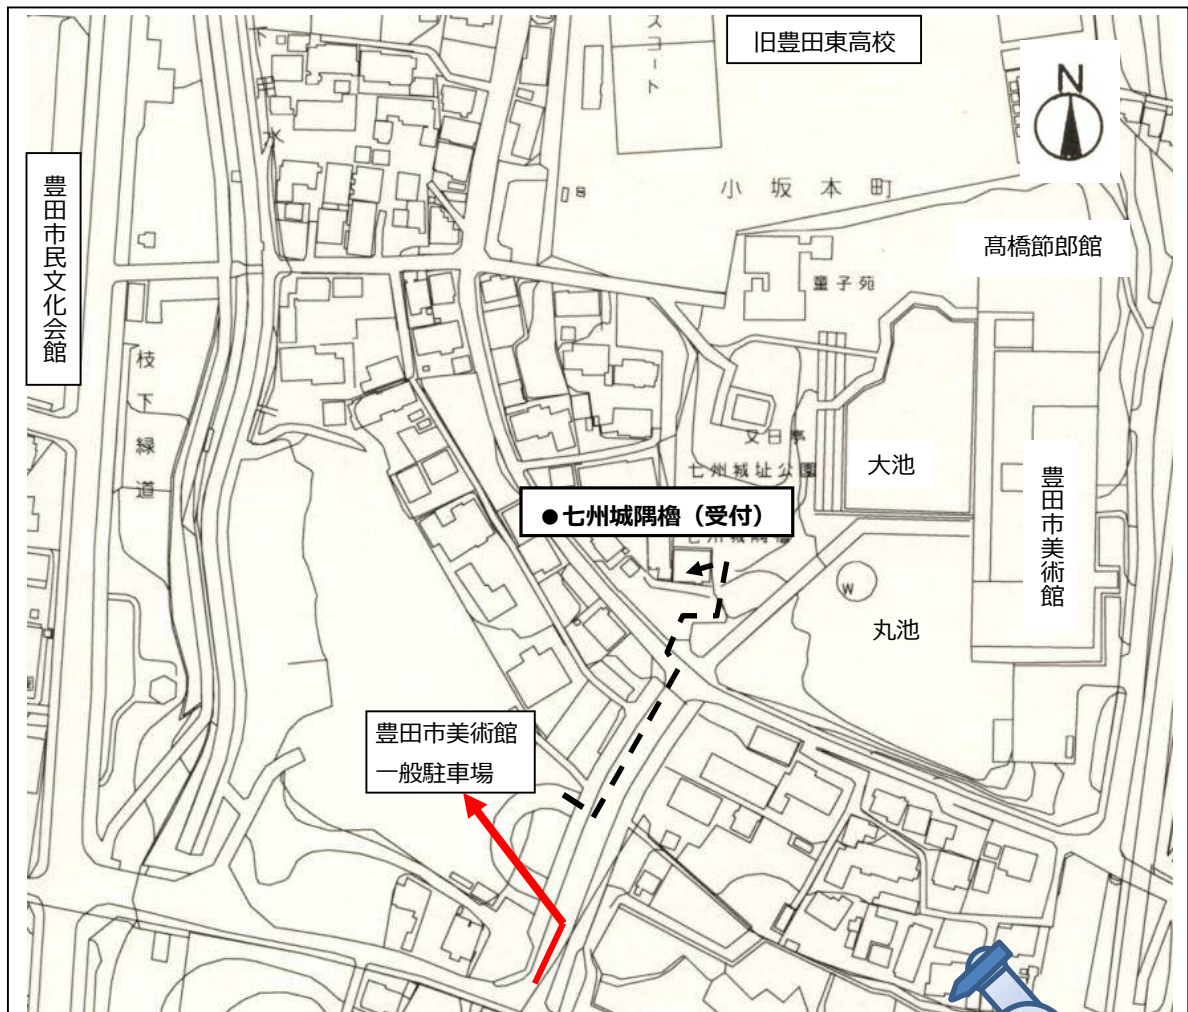 旧豊田東高校
スコート
N
小坂本町
豊田市民文化会館
髙橋節郎館
童子苑
枝下緑道
又日亭
七州城址公園
大池
豊田市美術館
●七州城隅櫓（受付）
七州城隅櫓
W
丸池
豊田市美術館
一般駐車場